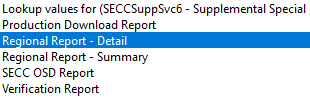 Lookup values for (SECCSuppSvc6 - Supplemental Special
Production Download Report
Regional Report - Detail
Regional Report - Summary
SECC OSD Report
Verification Report